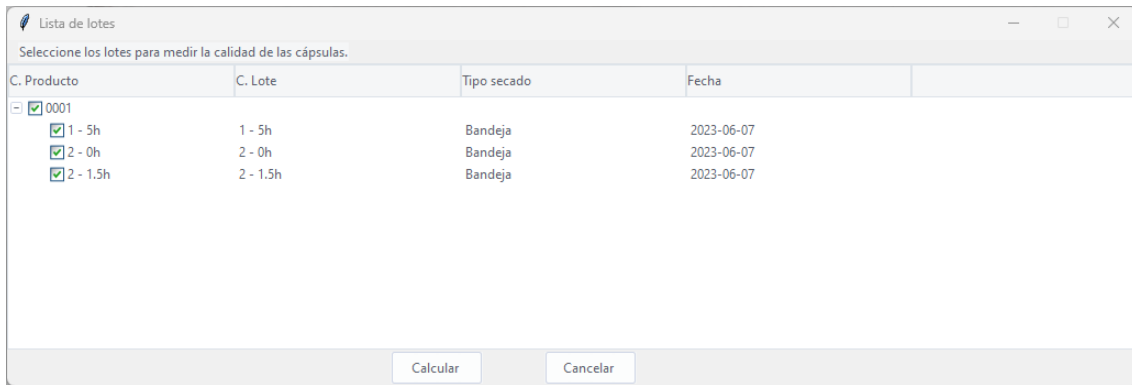 Lista de lotes
Seleccione los lotes para medir la calidad de las cápsulas.
C. Producto C. Lote Tipo secado Fecha
0001
1 - 5h 1 - 5h Bandeja 2023-06-07
2 - 0h 2 - 0h Bandeja 2023-06-07
2 - 1.5h 2 - 1.5h Bandeja 2023-06-07
Calcular Cancelar